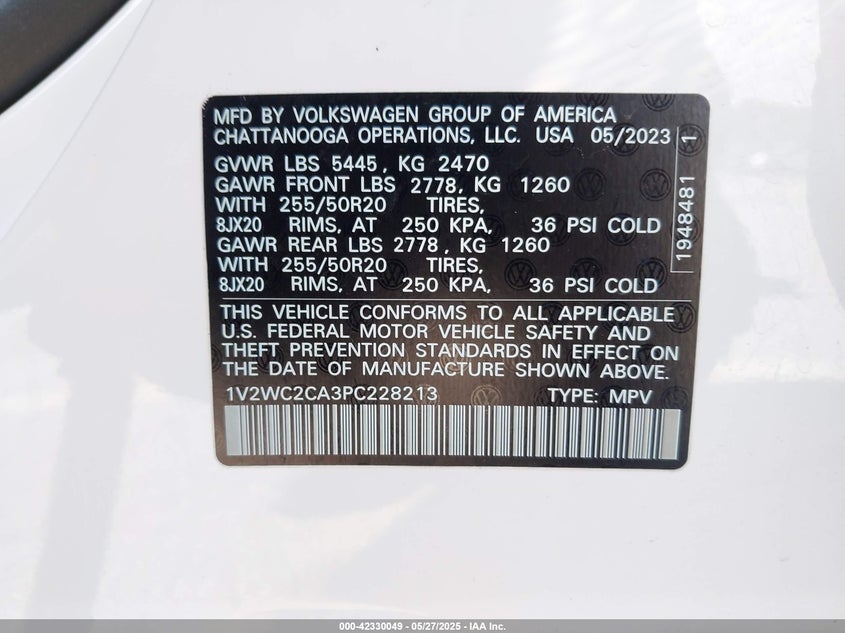 MFD BY VOLKSWAGEN GROUP OF AMERICA
CHATTANOOGA OPERATIONS, LLC. USA 05/2023
GVWR LBS 5445, KG 2470
GAWR FRONT LBS 2778, KG 1260
WITH 255/50R20 TIRES,
8JX20 RIMS, AT 250 KPA, 36 PSI COLD
GAWR REAR LBS 2778, KG 1260
WITH 255/50R20 TIRES,
8JX20 RIMS, AT 250 KPA, 36 PSI COLD
THIS VEHICLE CONFORMS TO ALL APPLICABLE
U.S. FEDERAL MOTOR VEHICLE SAFETY AND
THEFT PREVENTION STANDARDS IN EFFECT ON
THE DATE OF MANUFACTURE SHOWN ABOVE.
1V2WC2CA3PC228213 TYPE: MPV
1948481 1
000-42330049 - 05/27/2025 - IAA Inc.